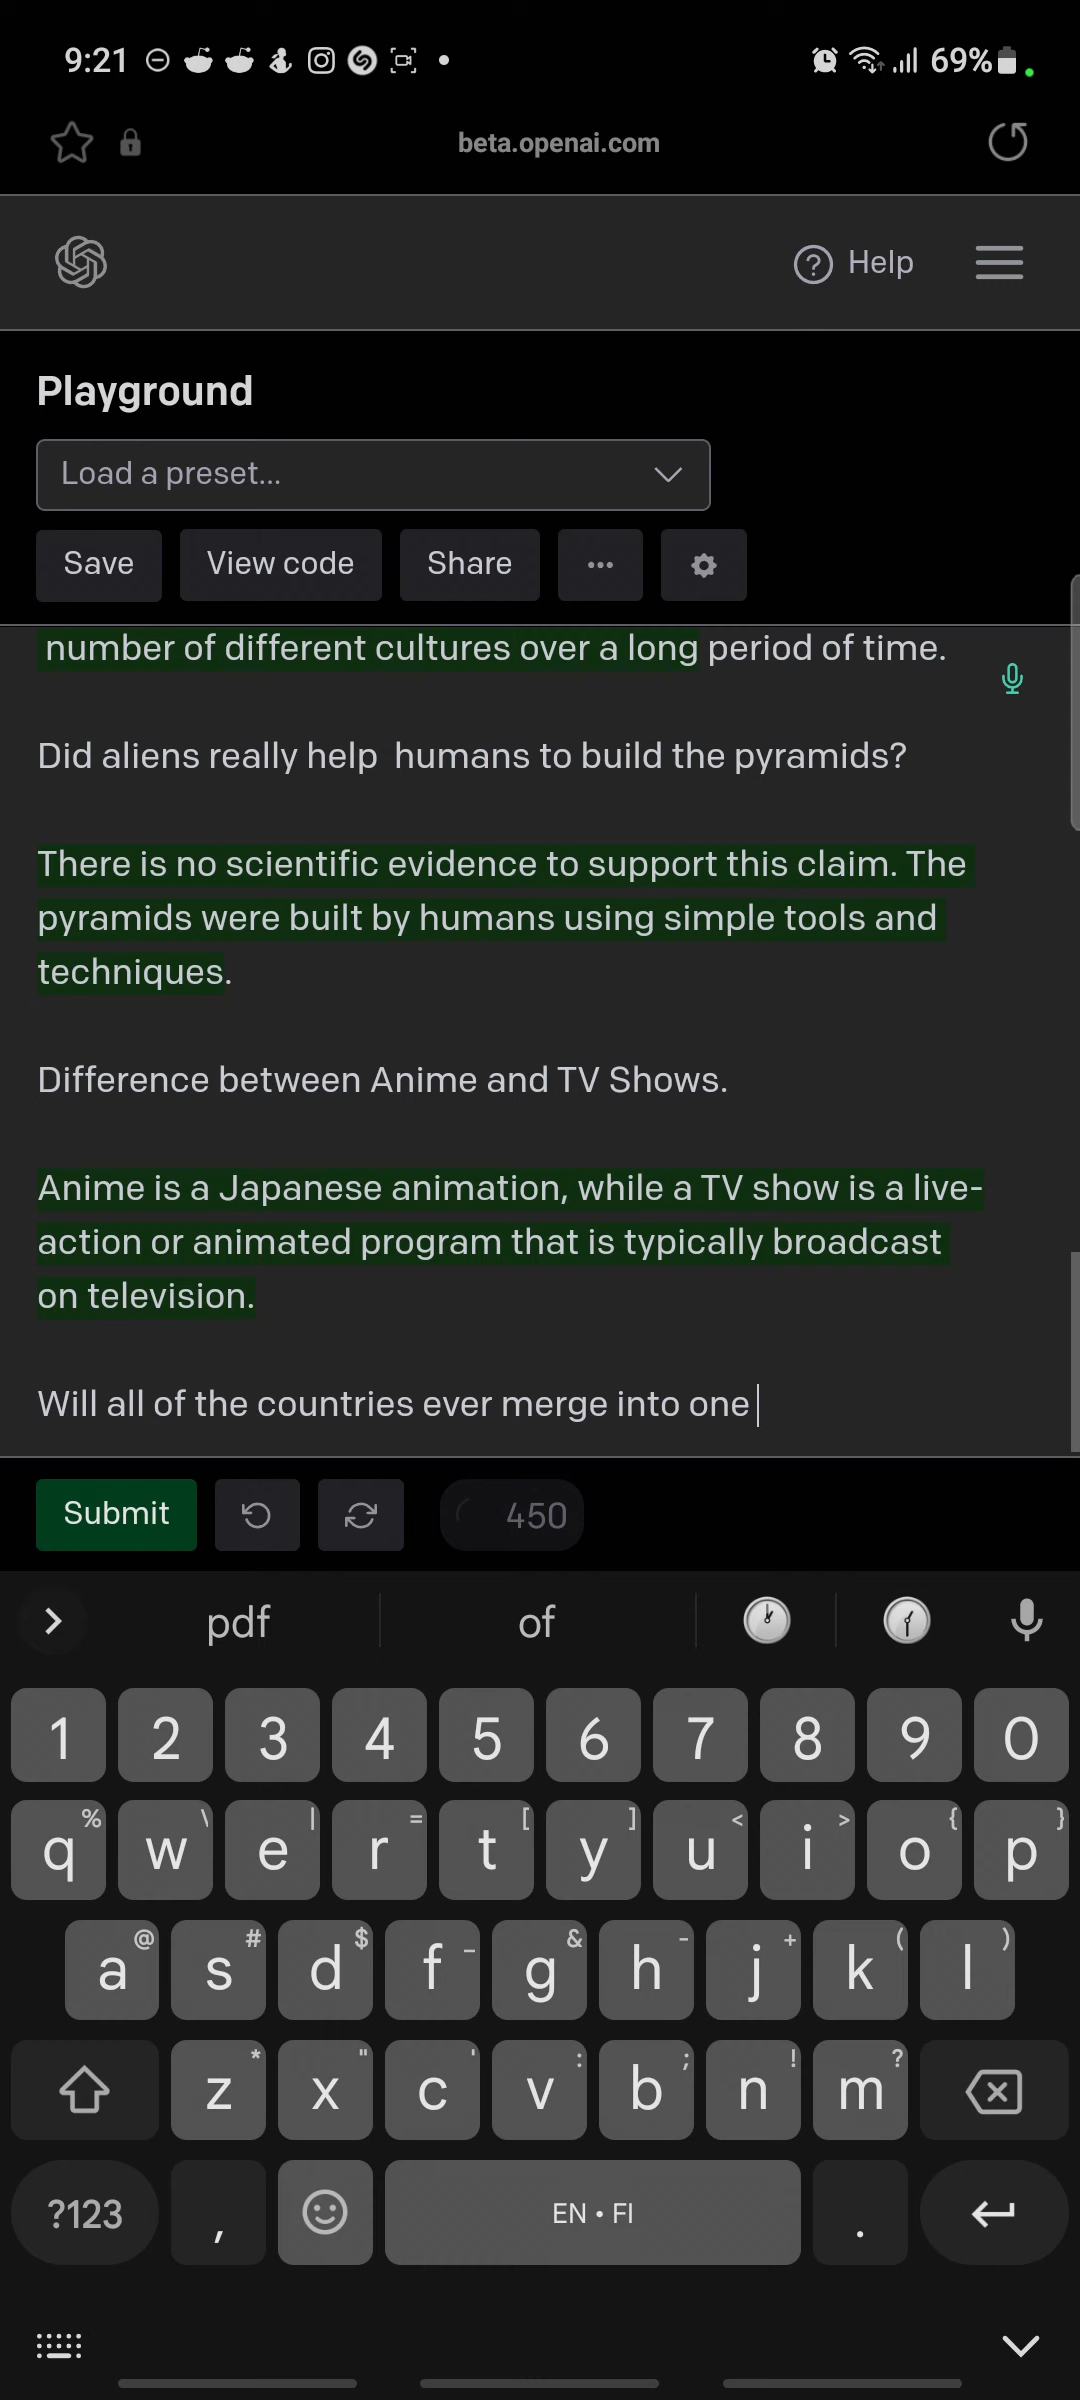 9:21
69%
beta.openai.com
Help
Playground
Load a preset...
Save View code Share ...
number of different cultures over a long period of time.
Did aliens really help  humans to build the pyramids?
There is no scientific evidence to support this claim. The
pyramids were built by humans using simple tools and
techniques.
Difference between Anime and TV Shows.
Anime is a Japanese animation, while a TV show is a live-
action or animated program that is typically broadcast
on television.
Will all of the countries ever merge into one
Submit 450
pdf of
1 2 3 4 5 6 7 8 9 0
% \ | = [ ] < > { }
q w e r t y u i o p
@ # $ _ & - + ( )
a s d f g h j k l
* " ' : ; ! ?
z x c v b n m
?123 , EN • FI .